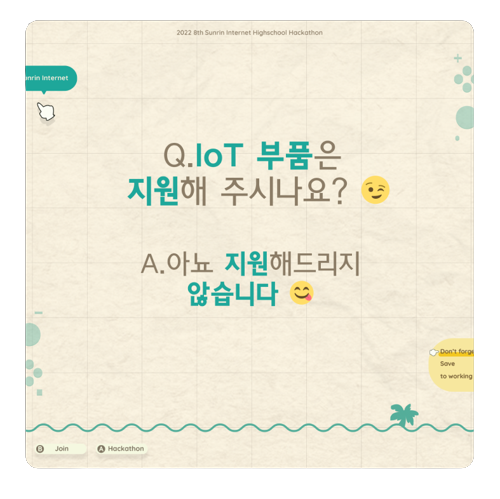 2022 8th Sunrin Internet Highschool Hackathon
Internet
Q.IoT 부품은
지원해 주시나요? 😉
A.아뇨 지원해드리지
않습니다 😋
Don't forge
Save
to working
B Join A Hackathon